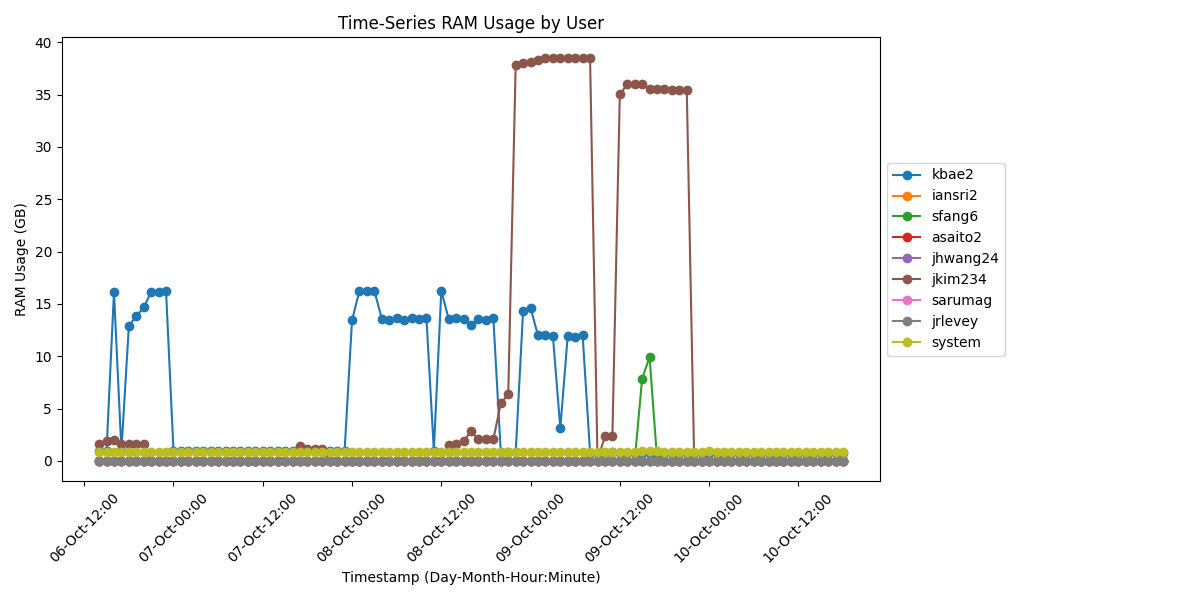 Time-Series RAM Usage by User
RAM Usage (GB)
40
35
30
25
20
15
10
5
0
06-Oct-12:00
07-Oct-00:00
07-Oct-12:00
08-Oct-00:00
08-Oct-12:00
09-Oct-00:00
09-Oct-12:00
10-Oct-00:00
10-Oct-12:00
Timestamp (Day-Month-Hour:Minute)
kbae2
iansri2
sfang6
asaito2
jhwang24
jkim234
sarumag
jrlevey
system